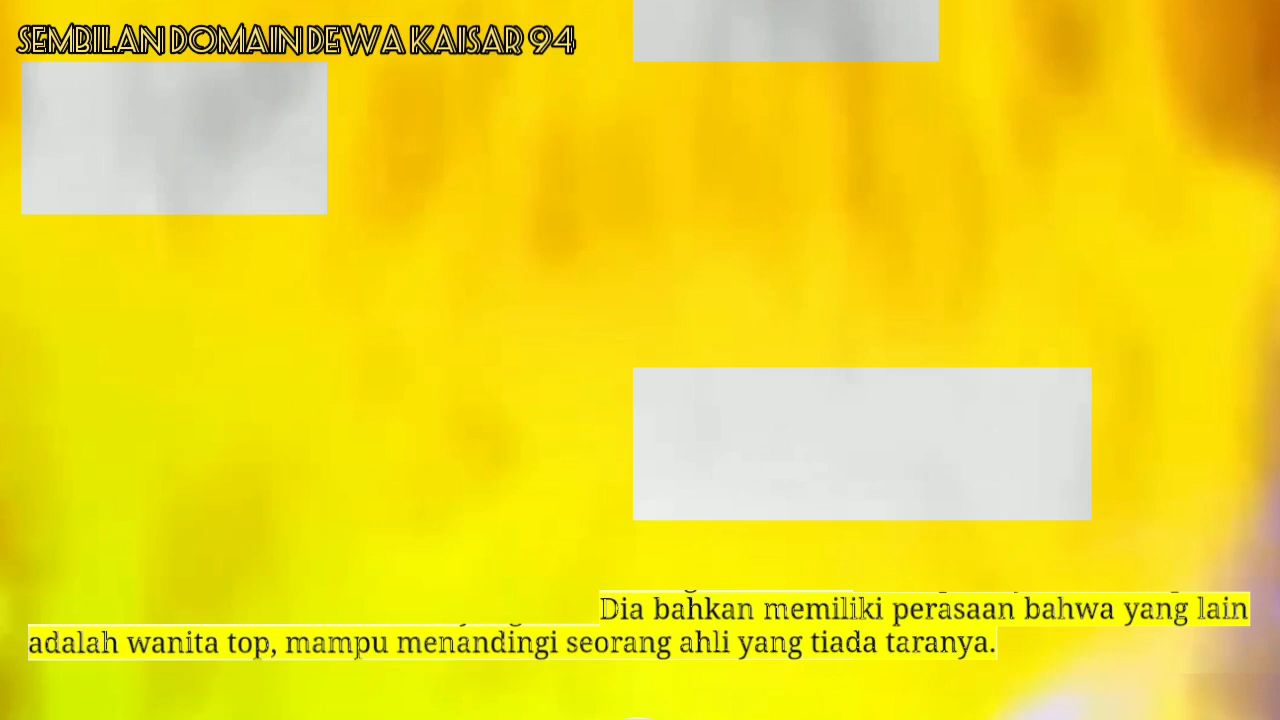 SEMBILAN DOMAIN DEWA KAISAR 94
Dia bahkan memiliki perasaan bahwa yang lain
adalah wanita top, mampu menandingi seorang ahli yang tiada taranya.